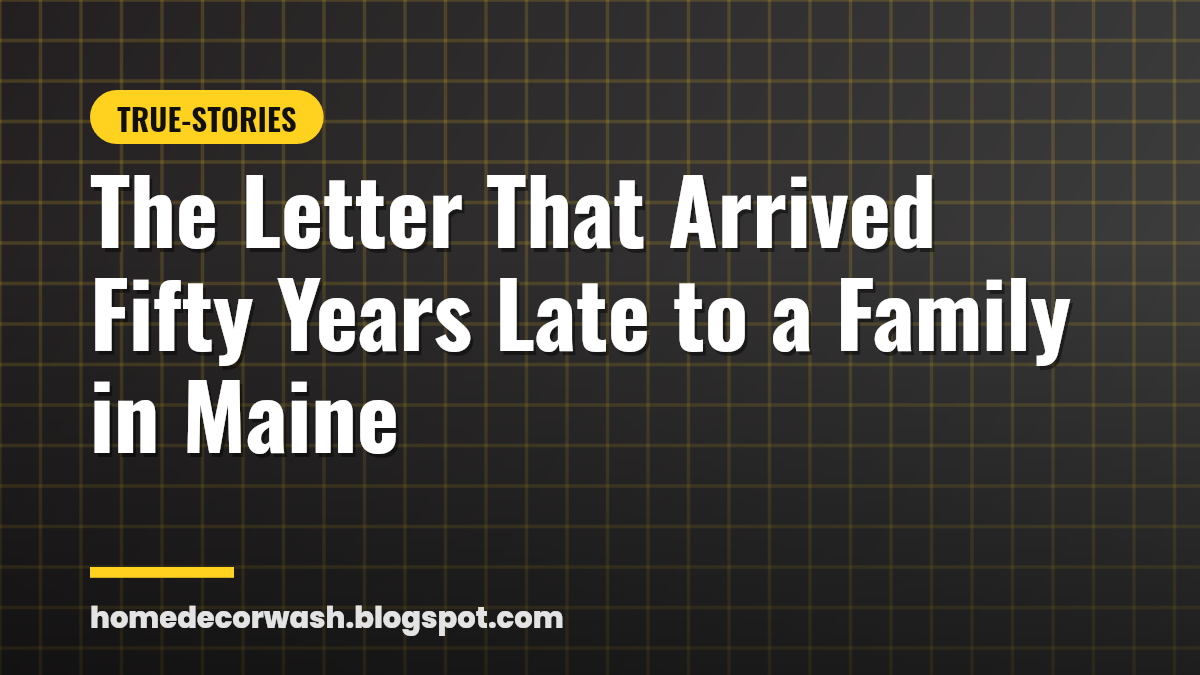 TRUE-STORIES
The Letter That Arrived
Fifty Years Late to a Family
in Maine
homedecorwash.blogspot.com